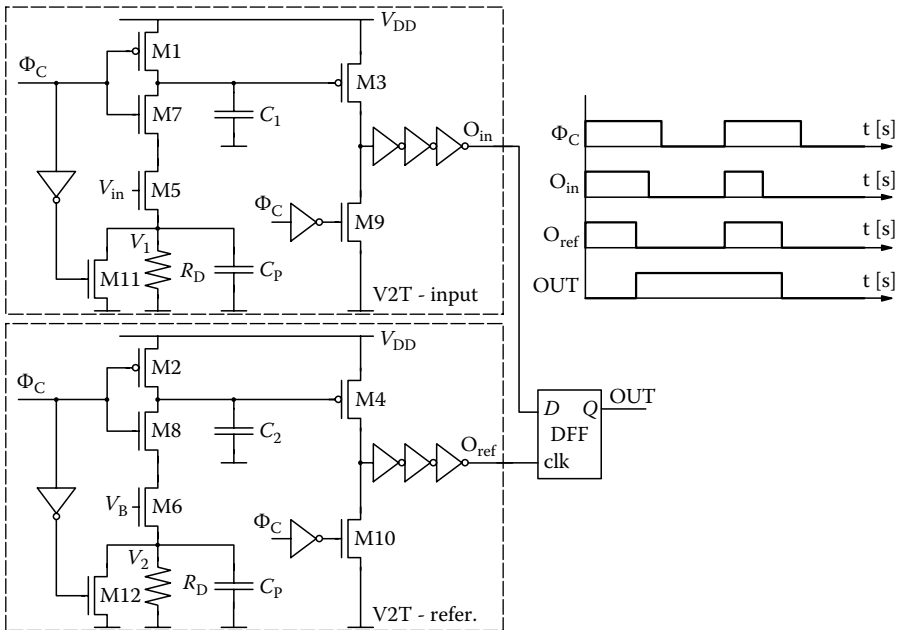 V_DD
M1
Φ_C
M3
M7
C_1
O_in
V_in
M5
Φ_C
M9
V_1
M11
R_D
C_P
V2T - input
V_DD
M2
Φ_C
M4
M8
C_2
O_ref
V_B
M6
Φ_C
M10
V_2
M12
R_D
C_P
V2T - refer.
D Q
DFF
clk
OUT
Φ_C t [s]
O_in t [s]
O_ref t [s]
OUT t [s]